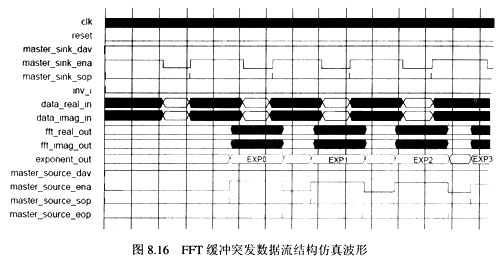 clk
reset
master_sink_dav
master_sink_ena
master_sink_sop
inv_i
data_real_in
data_imag_in
fft_real_out
fft_imag_out
exponent_out EXP0 EXP1 EXP2 EXP3
master_source_dav
master_source_ena
master_source_sop
master_source_eop
图 8.16 FFT 缓冲突发数据流结构仿真波形